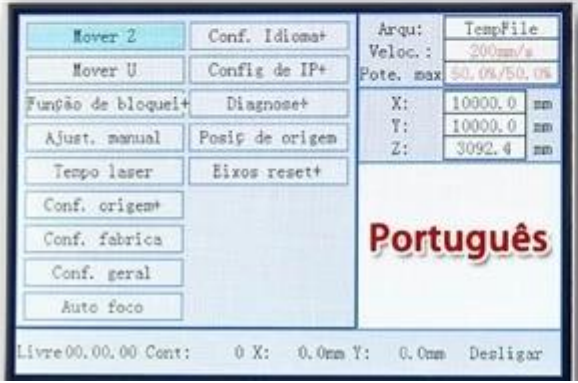 Mover Z
Mover U
Função de bloquei+
Ajust. manual
Tempo laser
Conf. origem+
Conf. fabrica
Conf. geral
Auto foco
Conf. Idioma+
Config de IP+
Diagnose+
Posiç de origem
Eixos reset+
Arqu: TempFile
Veloc.: 200mm/s
Pote. max 50.0%/50.0%
X: 10000.0 mm
Y: 10000.0 mm
Z: 3092.4 mm
Português
Livre 00.00.00 Cont: 0 X: 0.0mm Y: 0.0mm Desligar